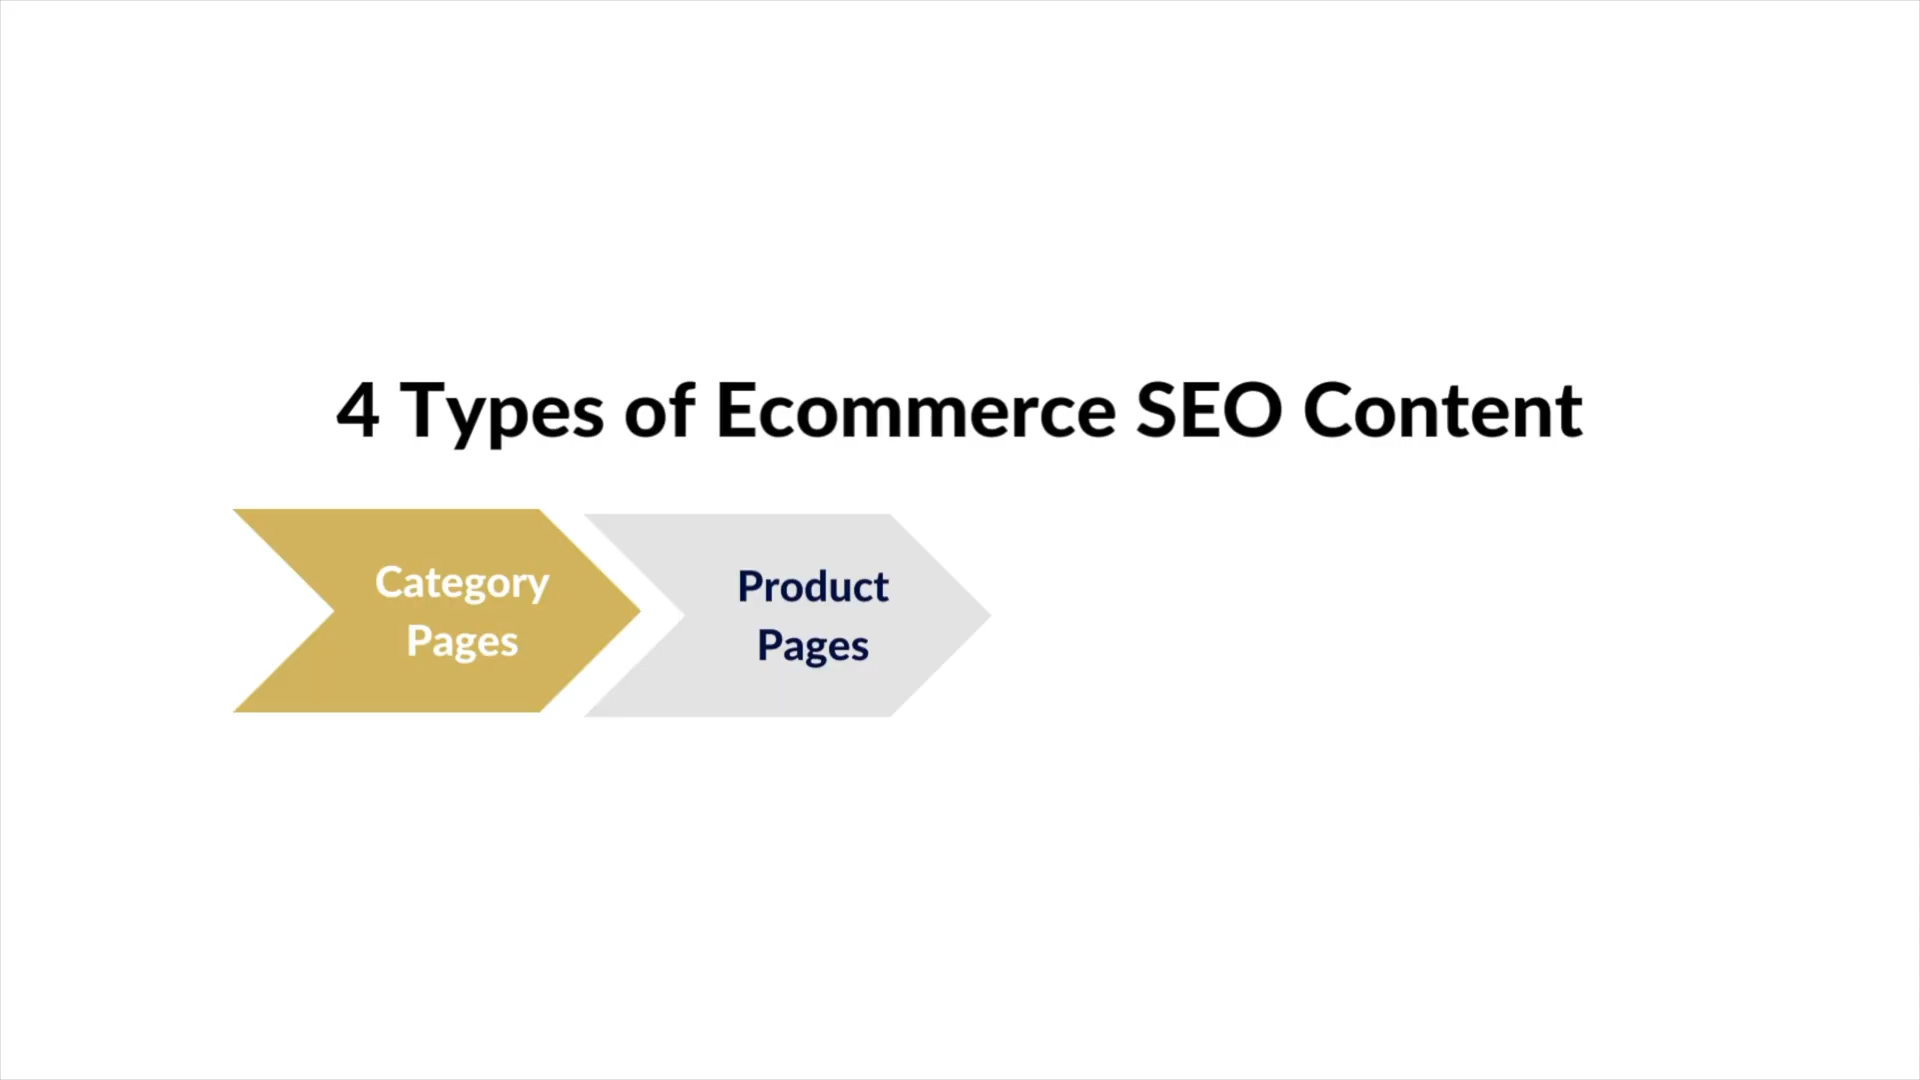 4 Types of Ecommerce SEO Content
Category
Pages
Product
Pages